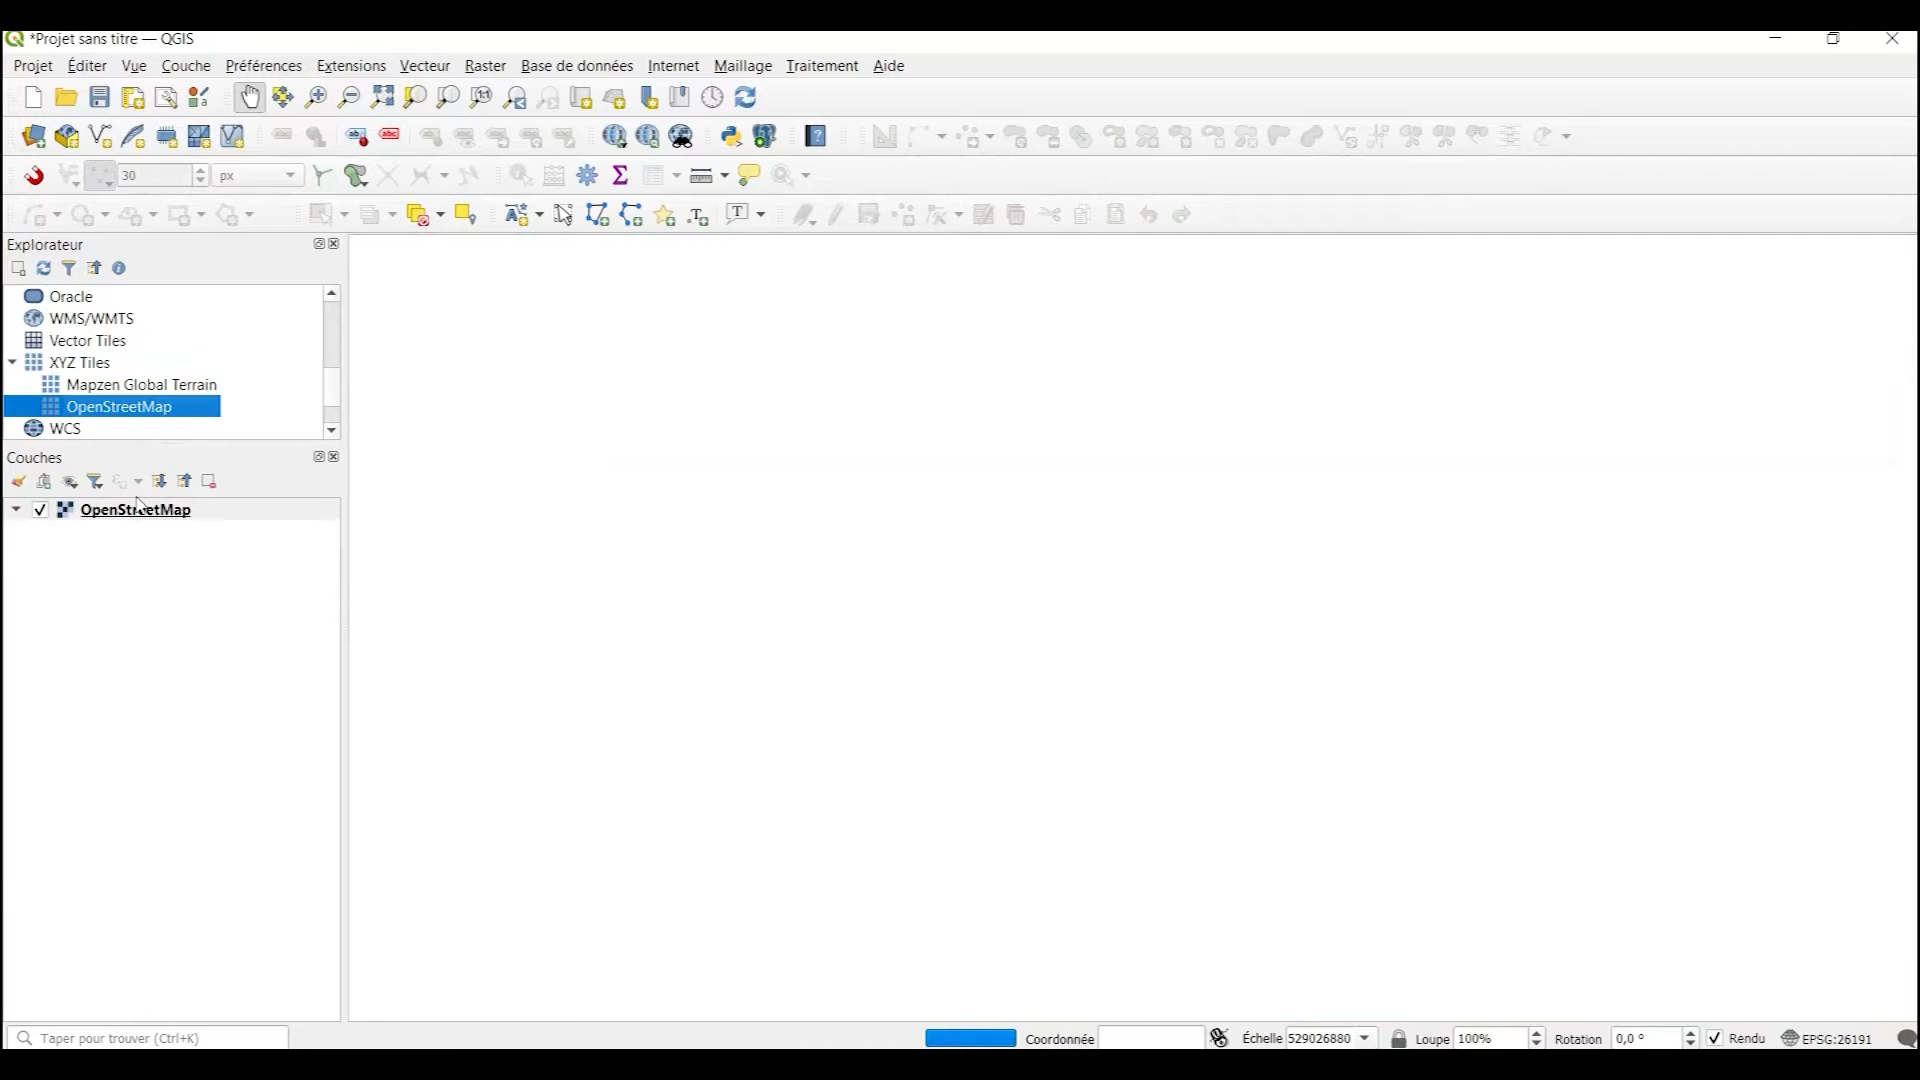 *Projet sans titre — QGIS
Projet Éditer Vue Couche Préférences Extensions Vecteur Raster Base de données Internet Maillage Traitement Aide
30 px
Explorateur
Oracle
WMS/WMTS
Vector Tiles
XYZ Tiles
Mapzen Global Terrain
OpenStreetMap
WCS
Couches
OpenStreetMap
Taper pour trouver (Ctrl+K) Coordonnée Échelle 529026880 Loupe 100% Rotation 0,0 ° Rendu EPSG:26191